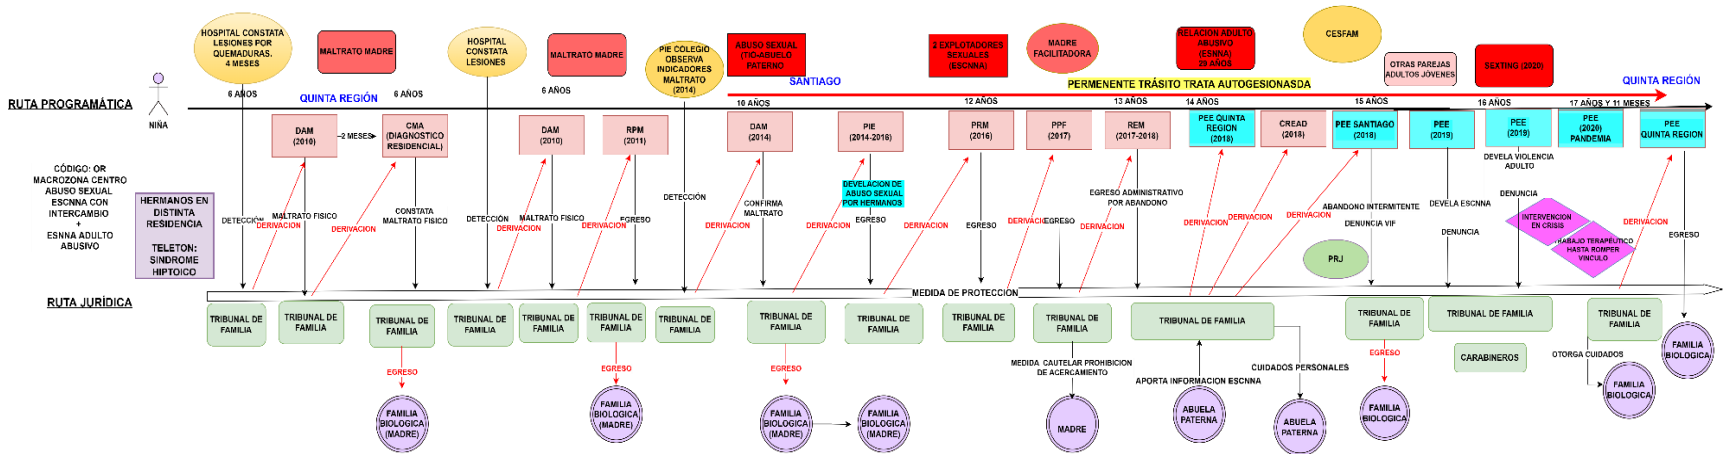 HOSPITAL CONSTATA
LESIONES POR
QUEMADURAS.
4 MESES
MALTRATO MADRE
HOSPITAL
CONSTATA
LESIONES
MALTRATO MADRE
PIE COLEGIO
OBSERVA
INDICADORES
MALTRATO
(2014)
ABUSO SEXUAL
(TIO-ABUELO
PATERNO
2 EXPLOTADORES
SEXUALES
(ESCNNA)
MADRE
FACILITADORA
RELACION ADULTO
ABUSIVO
(ESNNA)
29 AÑOS
CESFAM
OTRAS PAREJAS
ADULTOS JÓVENES
SEXTING (2020)
SANTIAGO
PERMENENTE TRÁSITO TRATA AUTOGESIONASDA
QUINTA REGIÓN
6 AÑOS
QUINTA REGIÓN
6 AÑOS
6 AÑOS
10 AÑOS
12 AÑOS
13 AÑOS
14 AÑOS
15 AÑOS
16 AÑOS
17 AÑOS Y 11 MESES
RUTA PROGRAMÁTICA
NIÑA
DAM
(2010)
2 MESES
CMA
(DIAGNOSTICO
RESIDENCIAL)
DAM
(2010)
RPM
(2011)
DAM
(2014)
PIE
(2014-2016)
PRM
(2016)
PPF
(2017)
REM
(2017-2018)
PEE QUINTA
REGION
(2018)
CREAD
(2018)
PEE SANTIAGO
(2018)
PEE
(2019)
PEE
(2019)
PEE
(2020)
PANDEMIA
PEE
QUINTA REGION
CÓDIGO: OR
MACROZONA CENTRO
ABUSO SEXUAL
ESCNNA CON
INTERCAMBIO
+
ESNNA ADULTO
ABUSIVO
HERMANOS EN
DISTINTA
RESIDENCIA
TELETON:
SINDROME
HIPTOICO
DETECCIÓN
DERIVACION
MALTRATO FISICO
DERIVACION
CONSTATA
MALTRATO FISICO
DETECCIÓN
DERIVACION
MALTRATO FISICO
DERIVACION
EGRESO
DETECCIÓN
DERIVACION
CONFIRMA
MALTRATO
DERIVACION
DEVELACION DE
ABUSO SEXUAL
POR HERMANOS
EGRESO
DERIVACION
EGRESO
DERIVACION
EGRESO
DERIVACION
EGRESO ADMINISTRATIVO
POR ABANDONO
DERIVACION
DERIVACION
DERIVACION
ABANDONO INTERMITENTE
DENUNCIA VIF
DEVELA ESCNNA
DENUNCIA
DEVELA VIOLENCIA
ADULTO
DENUNCIA
INTERVENCION
EN CRISIS
TRABAJO TERAPÉUTICO
HASTA ROMPER
VINCULO
DERIVACION
EGRESO
PRJ
RUTA JURÍDICA
MEDIDA DE PROTECCION
TRIBUNAL DE
FAMILIA
TRIBUNAL DE
FAMILIA
TRIBUNAL DE
FAMILIA
TRIBUNAL DE
FAMILIA
TRIBUNAL DE
FAMILIA
TRIBUNAL DE
FAMILIA
TRIBUNAL DE
FAMILIA
TRIBUNAL DE
FAMILIA
TRIBUNAL DE
FAMILIA
TRIBUNAL DE
FAMILIA
TRIBUNAL DE
FAMILIA
TRIBUNAL DE FAMILIA
TRIBUNAL DE
FAMILIA
TRIBUNAL DE FAMILIA
CARABINEROS
TRIBUNAL DE
FAMILIA
EGRESO
FAMILIA
BIOLOGICA
(MADRE)
EGRESO
FAMILIA
BIOLOGICA
(MADRE)
EGRESO
FAMILIA
BIOLOGICA
(MADRE)
FAMILIA
BIOLOGICA
(MADRE)
MEDIDA CAUTELAR PROHIBICION
DE ACERCAMIENTO
MADRE
APORTA INFORMACION ESCNNA
ABUELA
PATERNA
CUIDADOS PERSONALES
ABUELA
PATERNA
EGRESO
FAMILIA
BIOLOGICA
OTORGA CUIDADOS
FAMILIA
BIOLOGICA
FAMILIA
BIOLOGICA